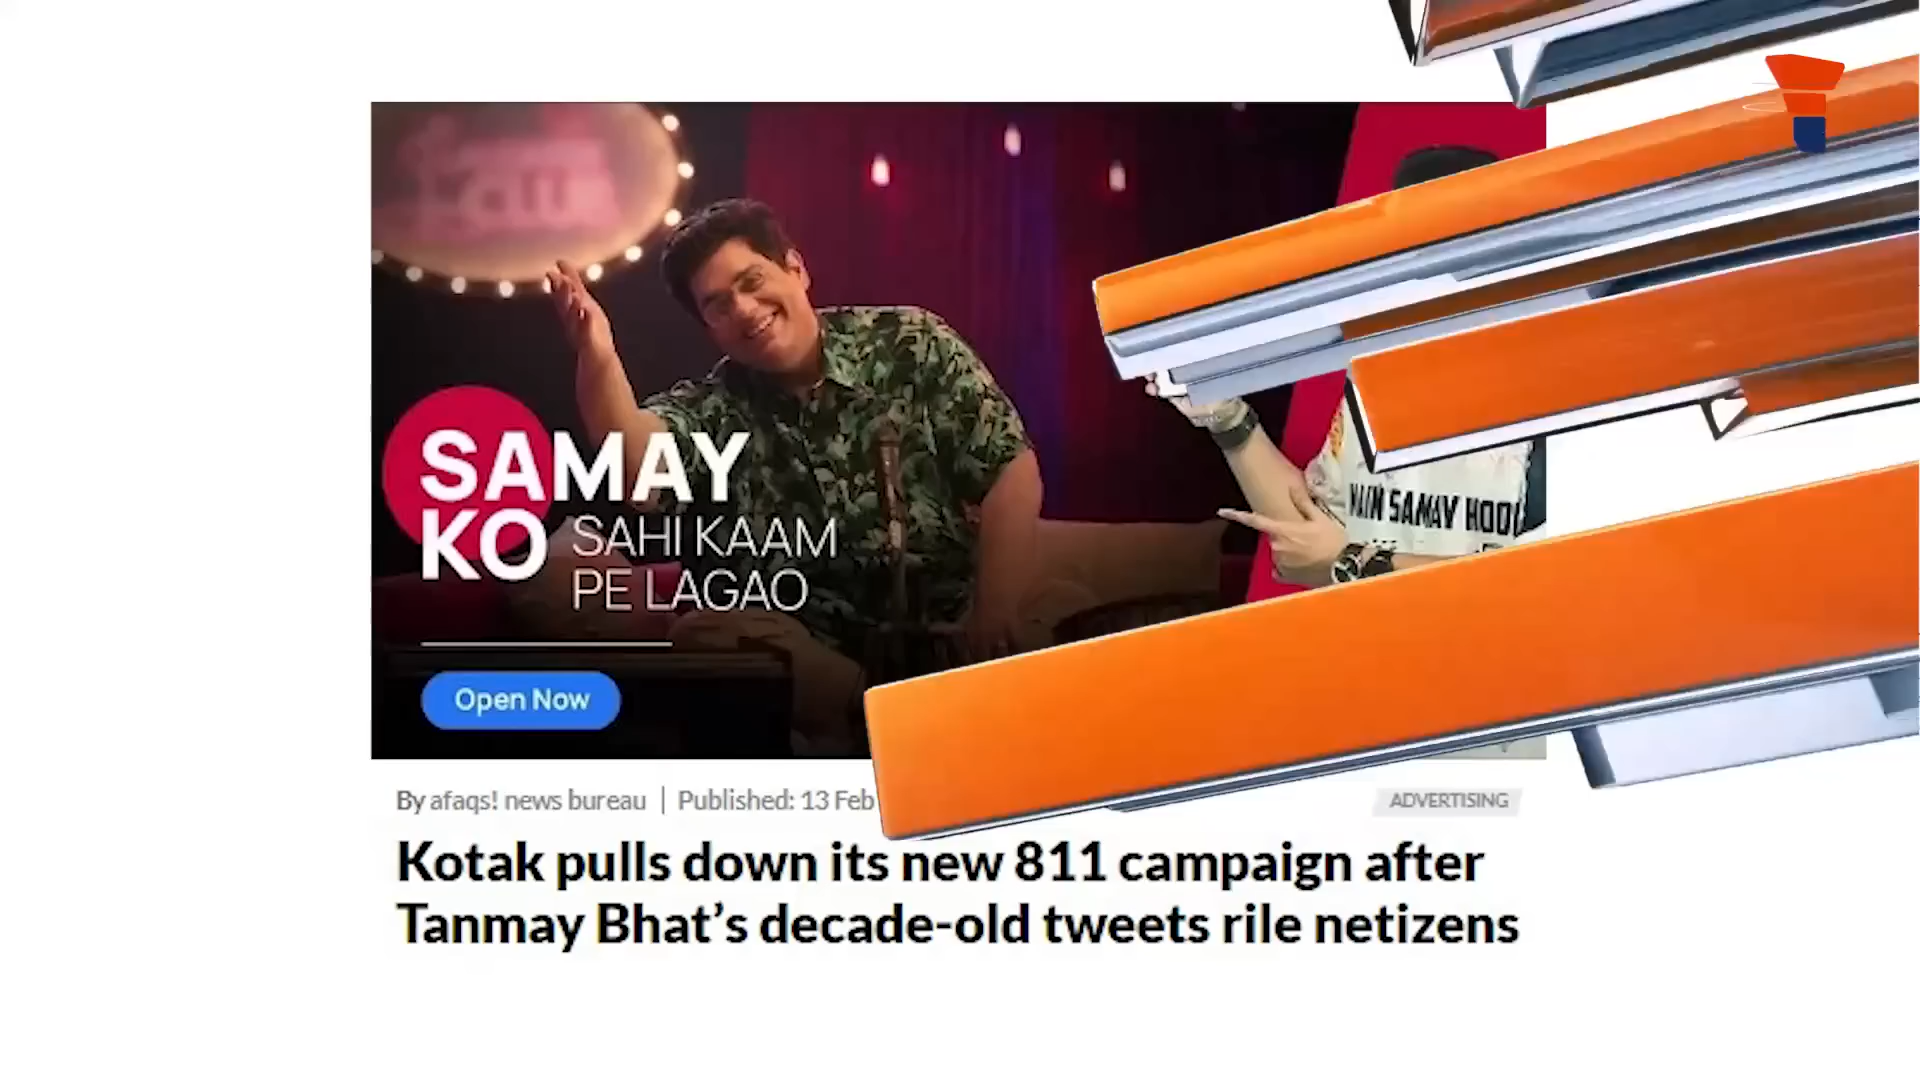 SAMAY
KO SAHI KAAM
PE LAGAO
MAIN SAMAY HOON
Open Now
By afaqs! news bureau | Published: 13 Feb
ADVERTISING
Kotak pulls down its new 811 campaign after
Tanmay Bhat’s decade-old tweets rile netizens